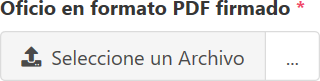 Oficio en formato PDF firmado *
Seleccione un Archivo ...